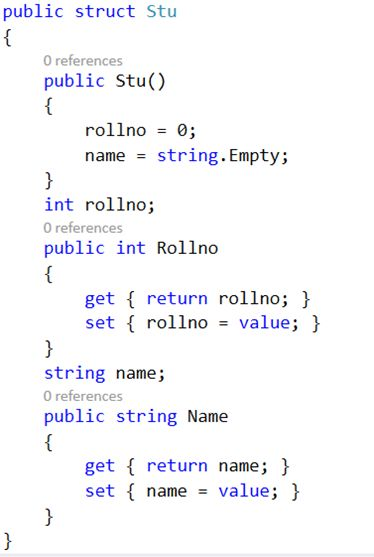 public struct Stu
{
0 references
public Stu()
{
rollno = 0;
name = string.Empty;
}
int rollno;
0 references
public int Rollno
{
get { return rollno; }
set { rollno = value; }
}
string name;
0 references
public string Name
{
get { return name; }
set { name = value; }
}
}